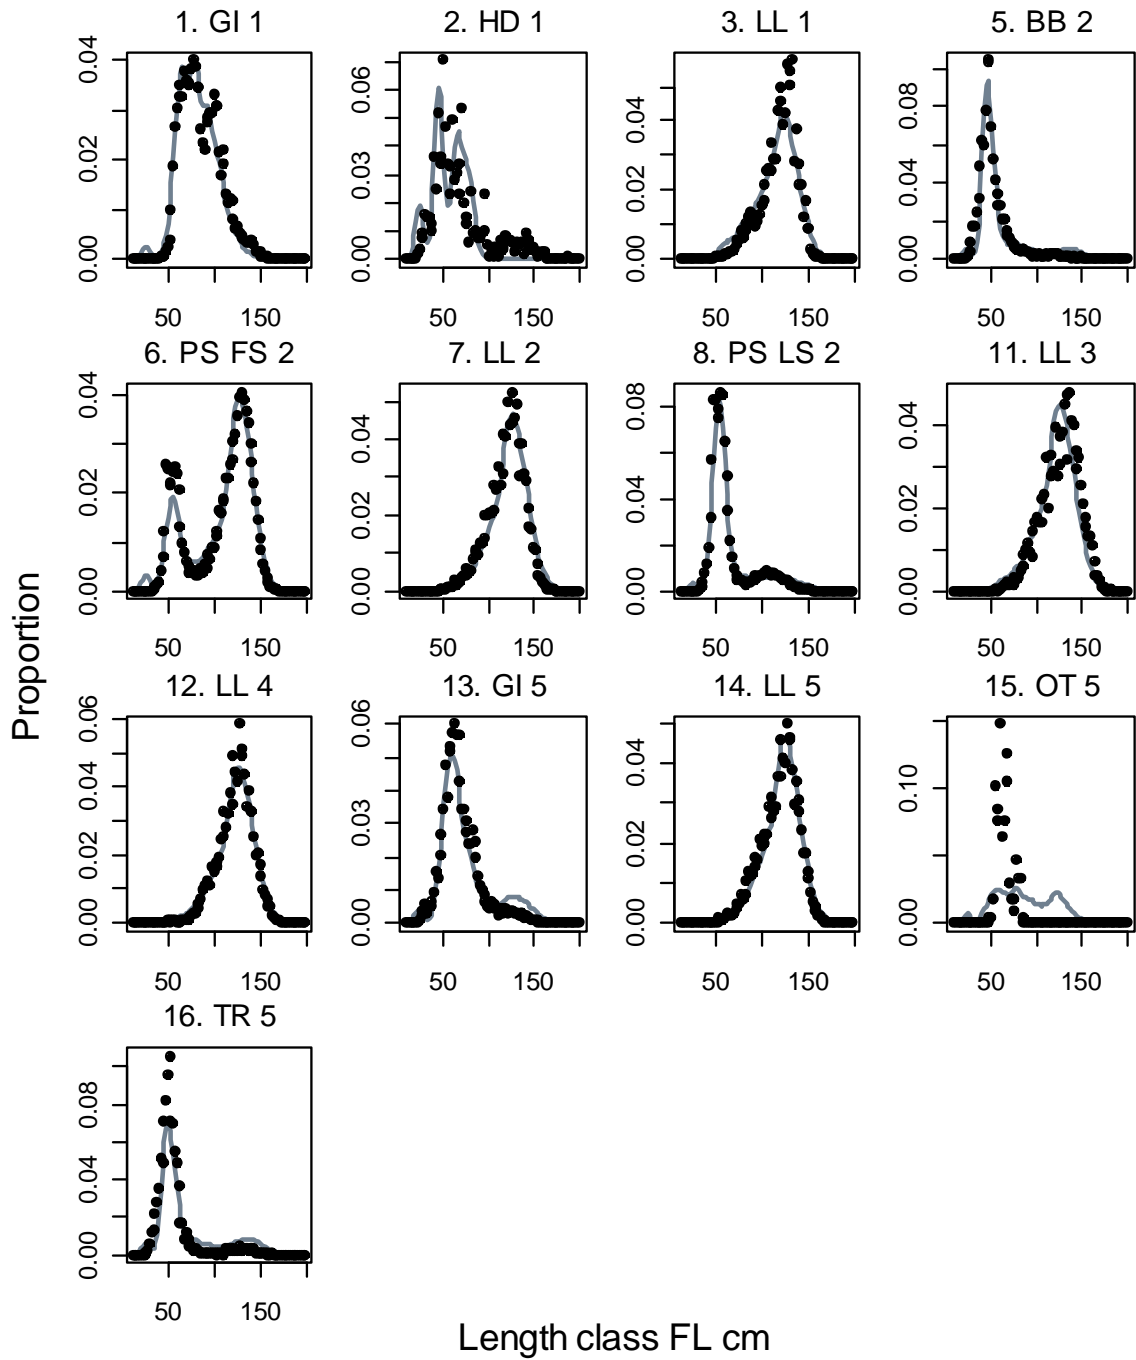 1. GI 1
2. HD 1
3. LL 1
5. BB 2
0.00 0.02 0.04
0.00 0.03 0.06
0.00 0.02 0.04
0.00 0.04 0.08
50 150
50 150
50 150
50 150
6. PS FS 2
7. LL 2
8. PS LS 2
11. LL 3
0.00 0.02 0.04
0.00 0.02 0.04
0.00 0.04 0.08
0.00 0.02 0.04
50 150
50 150
50 150
50 150
Proportion
12. LL 4
13. GI 5
14. LL 5
15. OT 5
0.00 0.02 0.04 0.06
0.00 0.03 0.06
0.00 0.02 0.04
0.00 0.10
50 150
50 150
50 150
50 150
16. TR 5
0.00 0.04 0.08
50 150
Length class FL cm